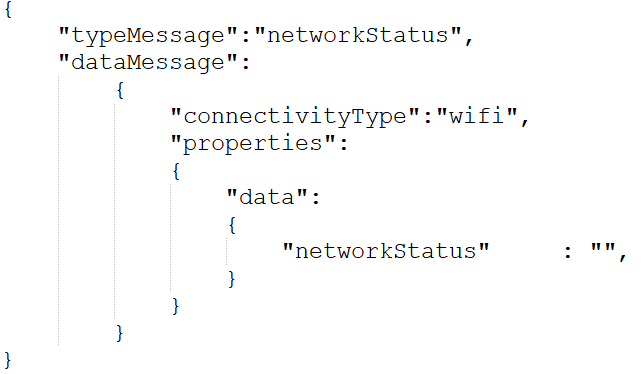 {
    "typeMessage":"networkStatus",
    "dataMessage":
        {
            "connectivityType":"wifi",
            "properties":
            {
                "data":
                {
                    "networkStatus"     : "",
                }
            }
        }
}